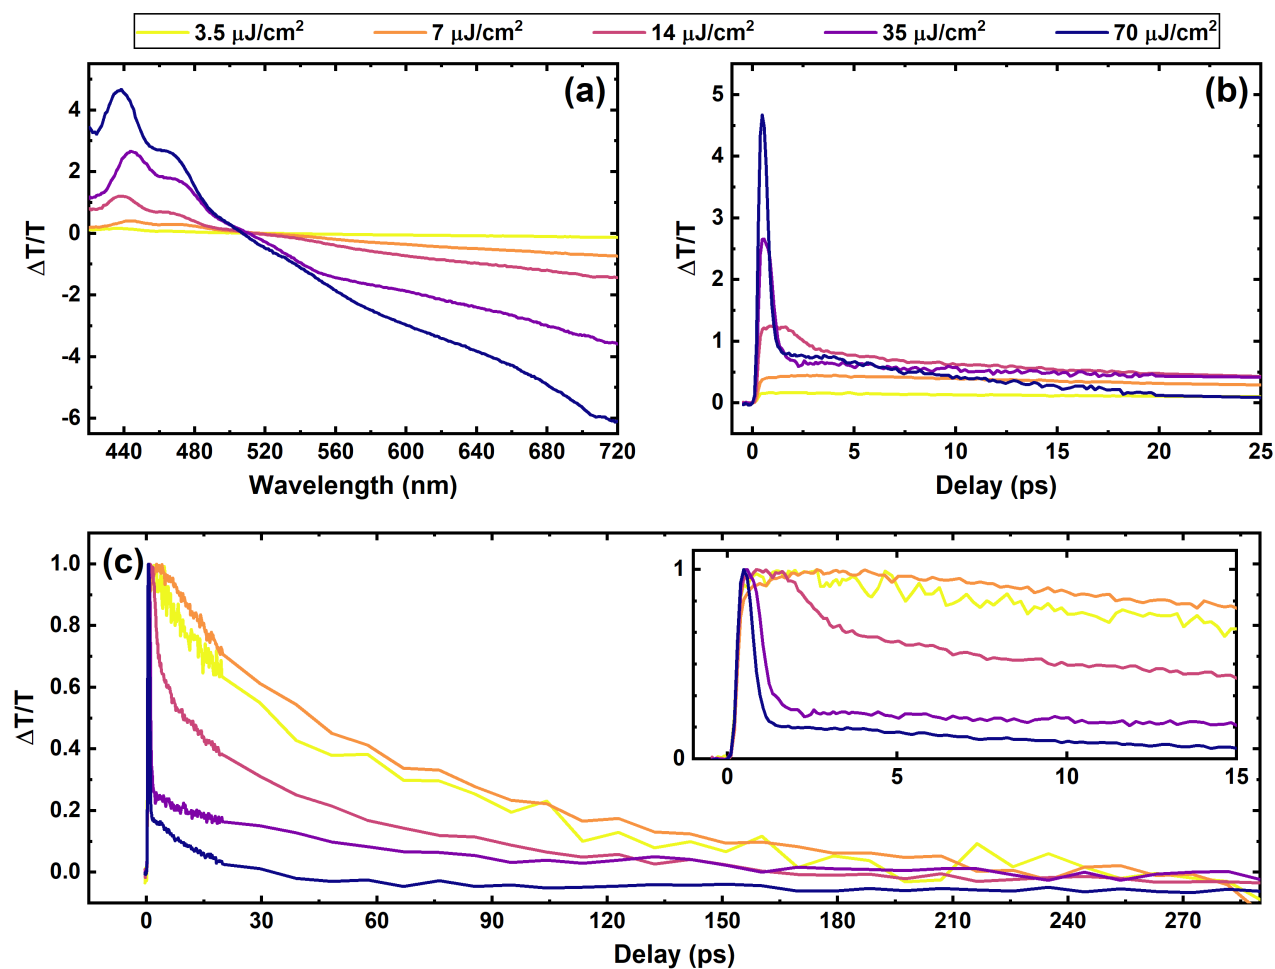 3.5 μJ/cm² 7 μJ/cm² 14 μJ/cm² 35 μJ/cm² 70 μJ/cm²
(a)
4
2
0
-2
-4
-6
ΔT/T
440 480 520 560 600 640 680 720
Wavelength (nm)
(b)
5
4
3
2
1
0
ΔT/T
0 5 10 15 20 25
Delay (ps)
(c)
1.0
0.8
0.6
0.4
0.2
0.0
ΔT/T
0 30 60 90 120 150 180 210 240 270
Delay (ps)
1
0
0 5 10 15